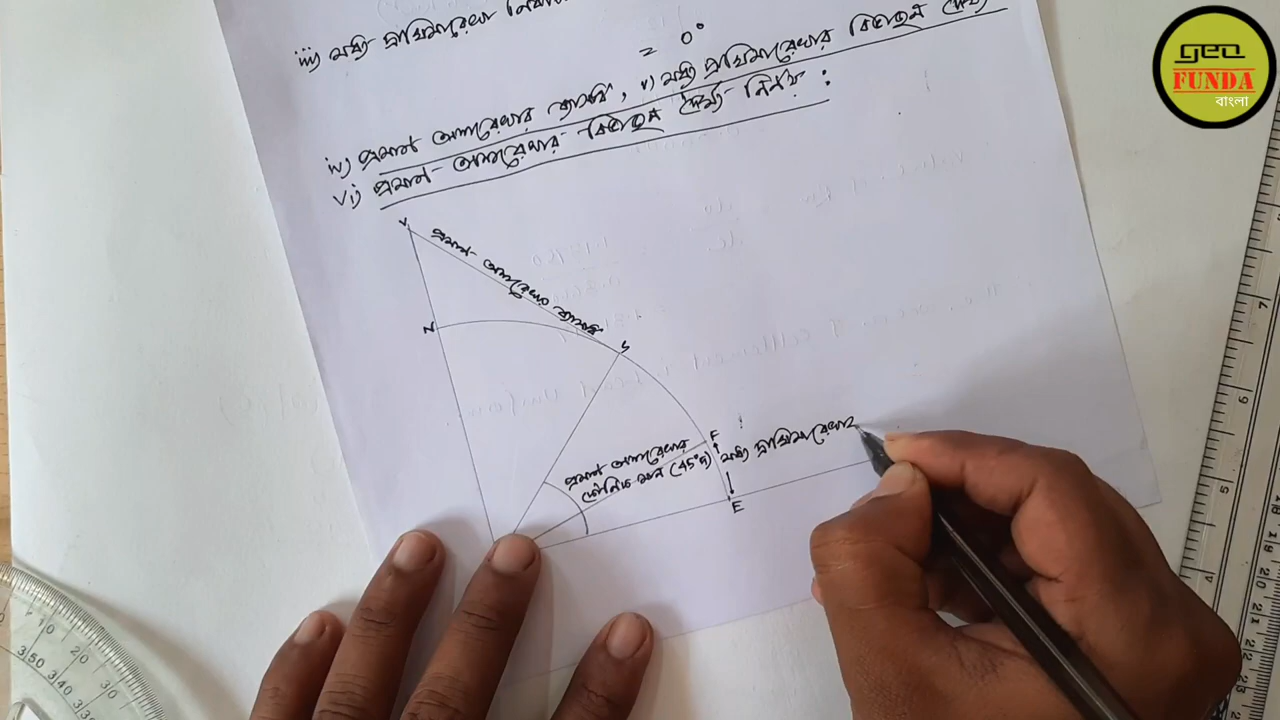 iii) মধ্য দ্রাঘিমারেখা
= 0°
iv) প্রমাণ অক্ষরেখার ব্যাসার্ধ, v) মধ্য দ্রাঘিমারেখার বিভাজন দৈর্ঘ্য
vi) প্রমাণ অক্ষরেখার বিভাজন দৈর্ঘ্য নির্ণয় :
প্রমাণ অক্ষরেখার ব্যাসার্ধ
N
S
প্রমাণ অক্ষরেখার
কৌণিক মান (45°N)
F
মধ্য দ্রাঘিমারেখার
E
geo
FUNDA
বাংলা